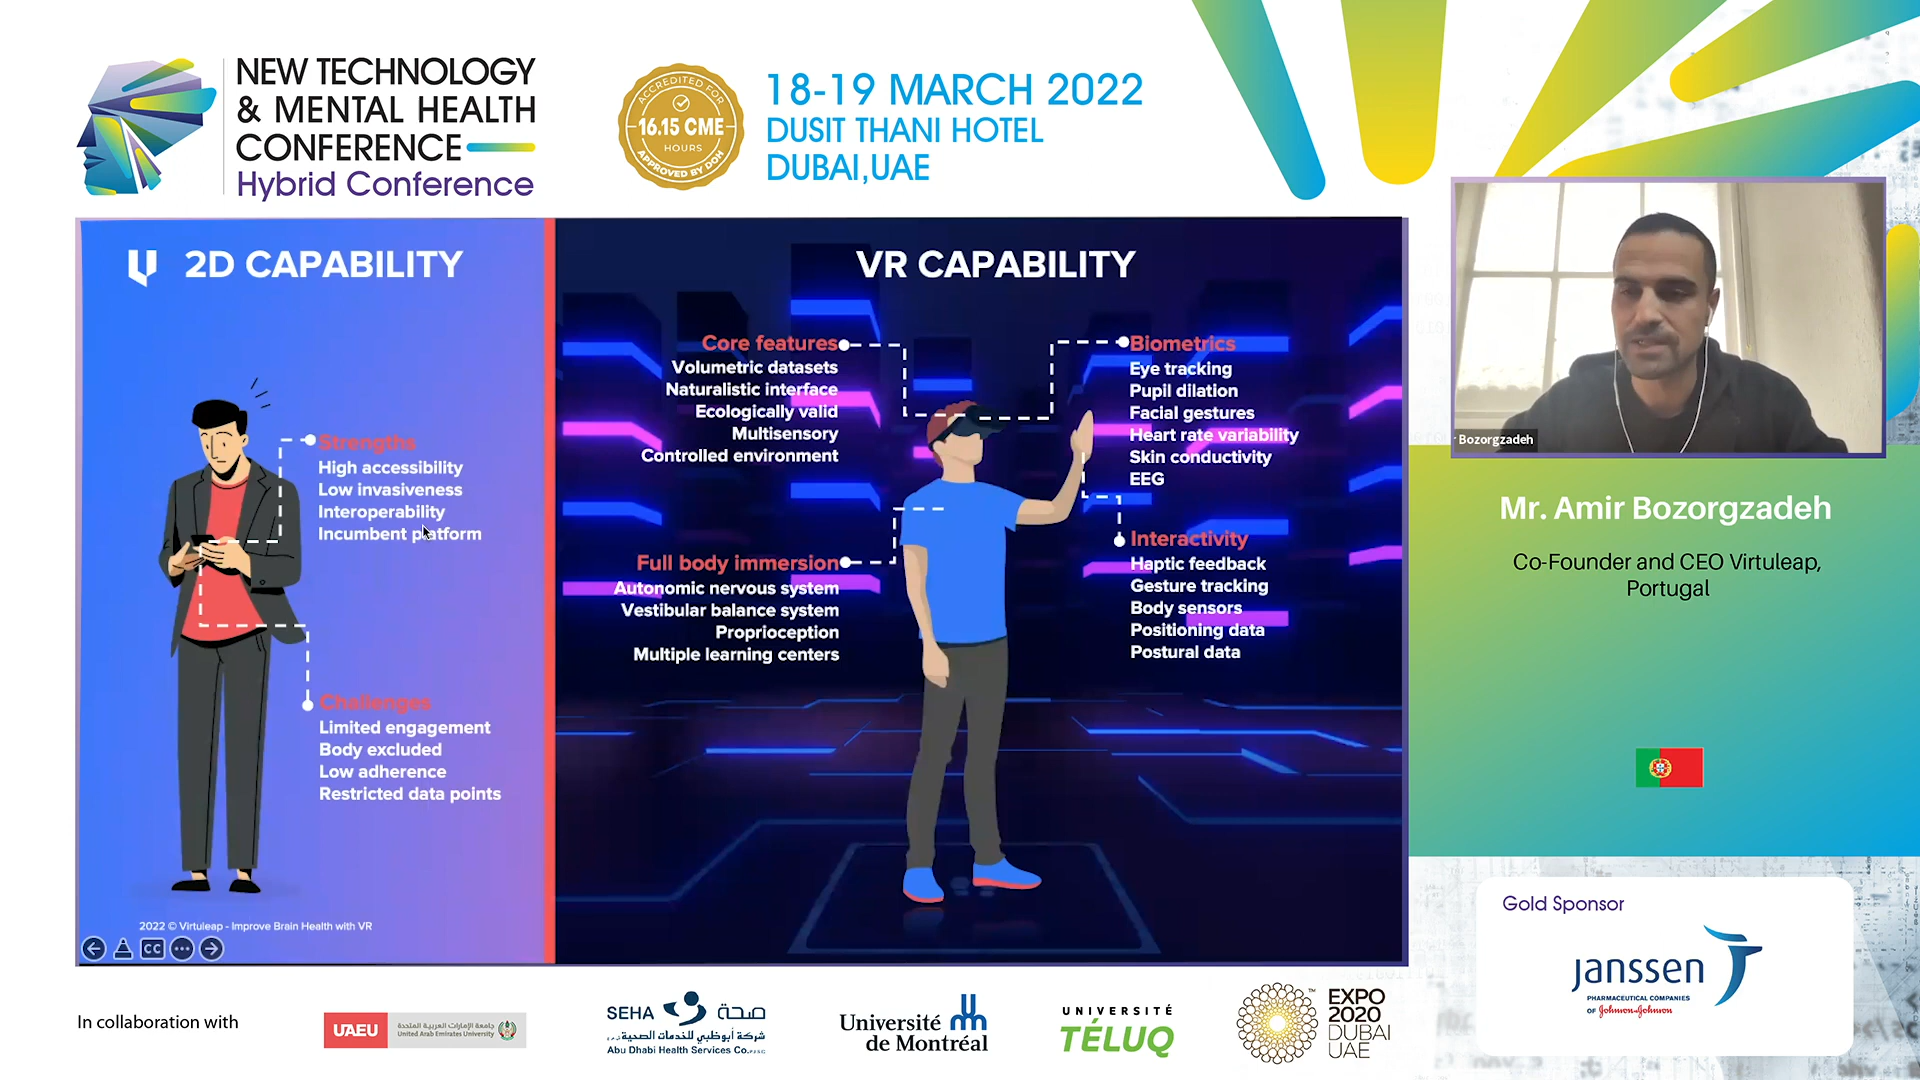 NEW TECHNOLOGY
& MENTAL HEALTH
CONFERENCE
Hybrid Conference
ACCREDITED FOR
16.15 CME
HOURS
APPROVED BY DOH
18-19 MARCH 2022
DUSIT THANI HOTEL
DUBAI,UAE
2D CAPABILITY
Strengths
High accessibility
Low invasiveness
Interoperability
Incumbent platform
Challenges
Limited engagement
Body excluded
Low adherence
Restricted data points
2022 © Virtuleap - Improve Brain Health with VR
CC
VR CAPABILITY
Core features
Volumetric datasets
Naturalistic interface
Ecologically valid
Multisensory
Controlled environment
Full body immersion
Autonomic nervous system
Vestibular balance system
Proprioception
Multiple learning centers
Biometrics
Eye tracking
Pupil dilation
Facial gestures
Heart rate variability
Skin conductivity
EEG
Interactivity
Haptic feedback
Gesture tracking
Body sensors
Positioning data
Postural data
Bozorgzadeh
Mr. Amir Bozorgzadeh
Co-Founder and CEO Virtuleap,
Portugal
Gold Sponsor
janssen
PHARMACEUTICAL COMPANIES
OF Johnson & Johnson
In collaboration with
UAEU
جامعة الإمارات العربية المتحدة
United Arab Emirates University
SEHA صحة
شركة أبوظبي للخدمات الصحية
Abu Dhabi Health Services Co.
Université
de Montréal
UNIVERSITÉ
TÉLUQ
EXPO
2020
DUBAI
UAE